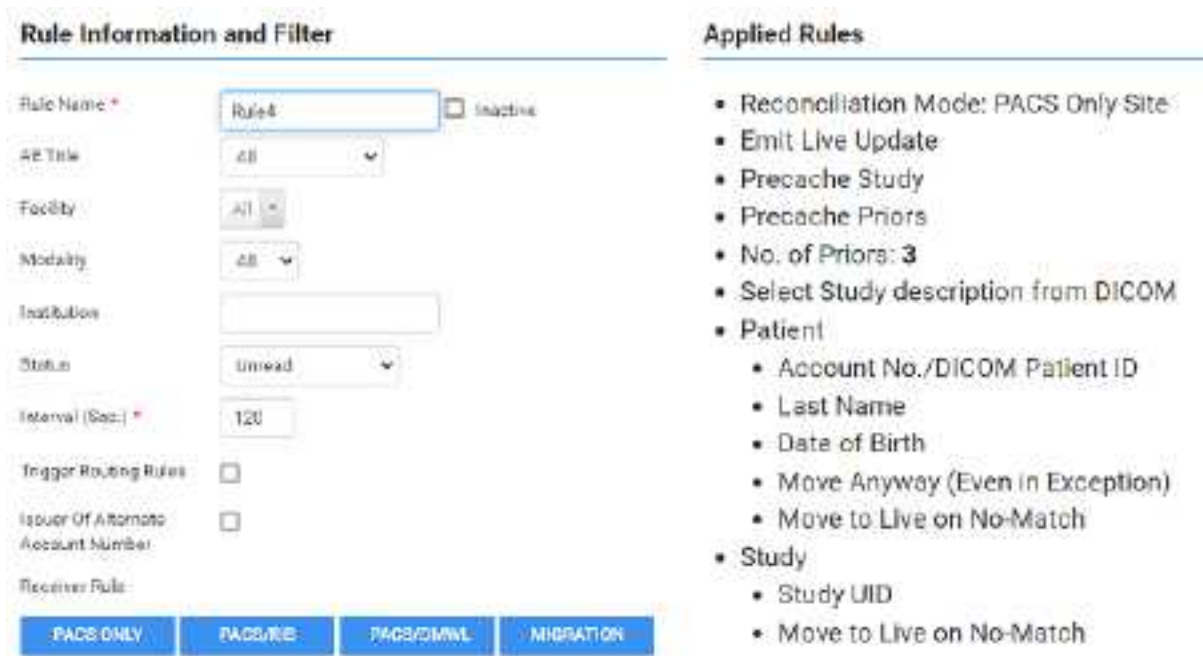 Rule Information and Filter
Rule Name *
Rule4
Inactive
AE Title
All
Facility
All
Modality
All
Institution
Status
Unread
Interval (Sec.) *
120
Trigger Routing Rules
Issuer Of Alternate
Account Number
Receiver Rule
PACS ONLY
PACS/RIS
PACS/DMWL
MIGRATION
Applied Rules
• Reconciliation Mode: PACS Only Site
• Emit Live Update
• Precache Study
• Precache Priors
• No. of Priors: 3
• Select Study description from DICOM
• Patient
• Account No./DICOM Patient ID
• Last Name
• Date of Birth
• Move Anyway (Even in Exception)
• Move to Live on No-Match
• Study
• Study UID
• Move to Live on No-Match